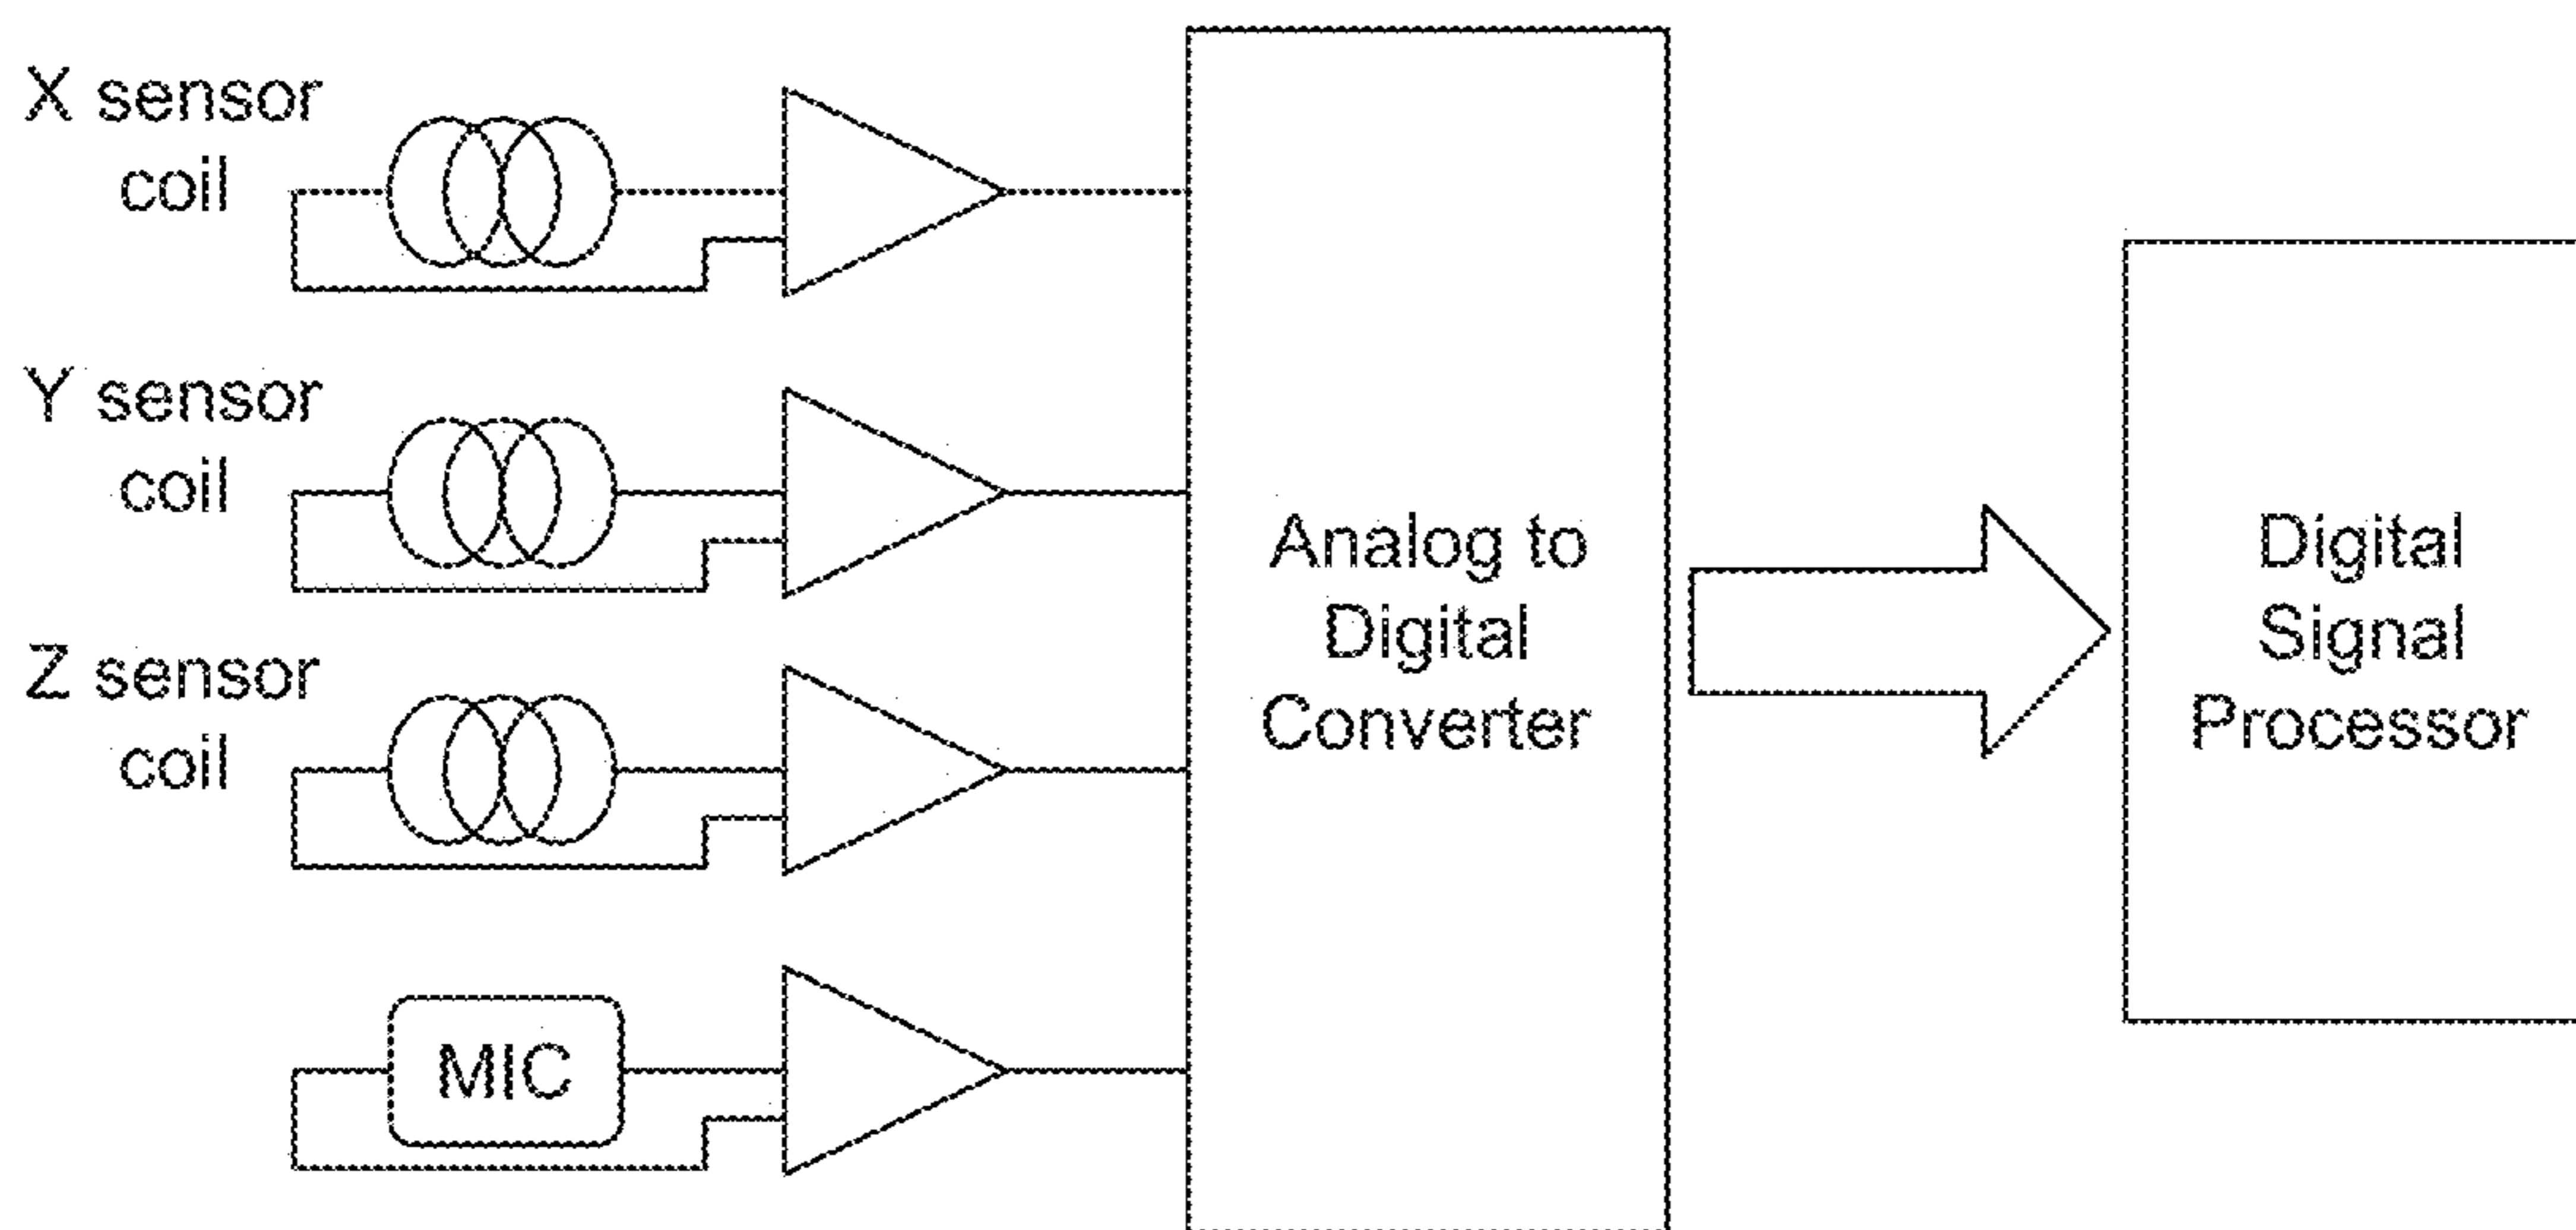 X sensor
coil
Y sensor
coil
Z sensor
coil
MIC
Analog to
Digital
Converter
Digital
Signal
Processor